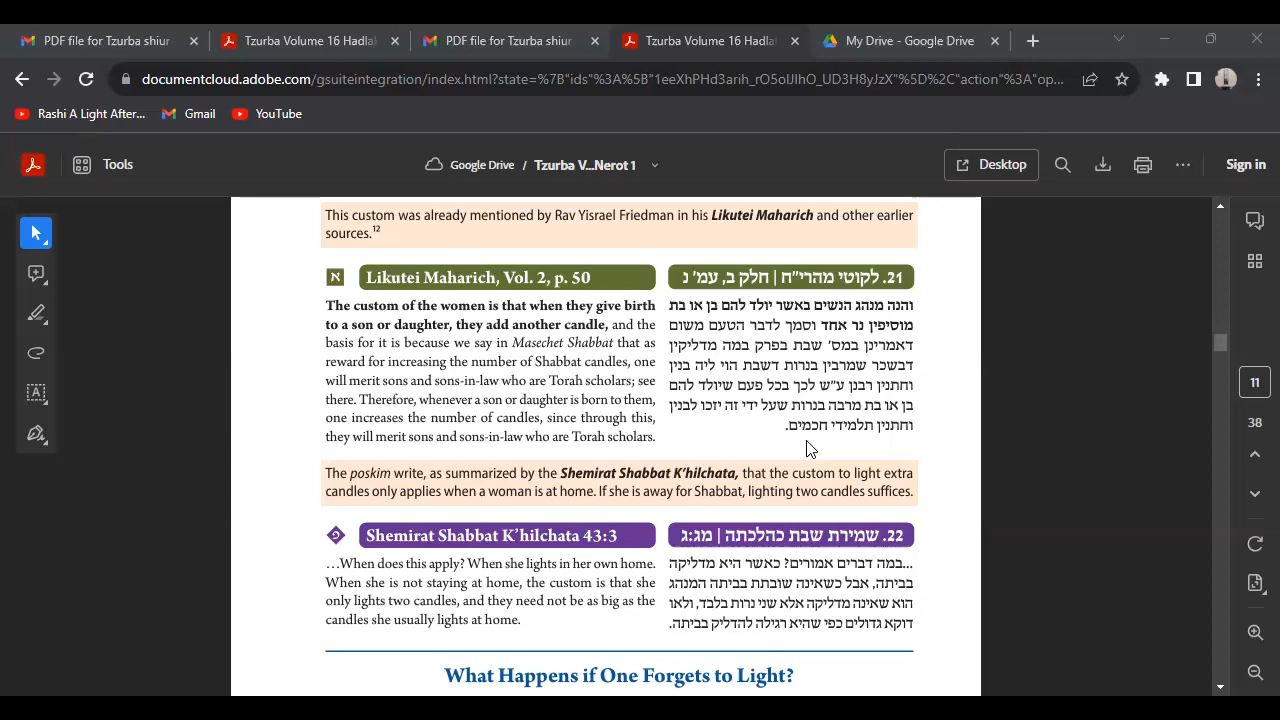 PDF file for Tzurba shiur
Tzurba Volume 16 Hadla
PDF file for Tzurba shiur
Tzurba Volume 16 Hadla
My Drive - Google Drive
documentcloud.adobe.com/gsuiteintegration/index.html?state=%7B"ids"%3A%5B"1eeXhPHd3arih_rO5oIJIhO_UD3H8yJzX"%5D%2C"action"%3A"op...
Rashi A Light After...
Gmail
YouTube
Tools
Google Drive / Tzurba V...Nerot 1
Desktop
Sign in
This custom was already mentioned by Rav Yisrael Friedman in his Likutei Maharich and other earlier
sources.12
א
Likutei Maharich, Vol. 2, p. 50
The custom of the women is that when they give birth
to a son or daughter, they add another candle, and the
basis for it is because we say in Masechet Shabbat that as
reward for increasing the number of Shabbat candles, one
will merit sons and sons-in-law who are Torah scholars; see
there. Therefore, whenever a son or daughter is born to them,
one increases the number of candles, since through this,
they will merit sons and sons-in-law who are Torah scholars.
21. לקוטי מהרי"ח | חלק ב, עמ' נ
והנה מנהג הנשים באשר יולד להם בן או בת
מוסיפין נר אחד וסמך לדבר הטעם משום
דאמרינן במס' שבת בפרק במה מדליקין
דבשכר שמרבין בנרות דשבת הוי ליה בנין
וחתנין רבנן ע"ש לכך בכל פעם שיולד להם
בן או בת מרבה בנרות שעל ידי זה יזכו לבנין
וחתנין תלמידי חכמים.
The poskim write, as summarized by the Shemirat Shabbat K'hilchata, that the custom to light extra
candles only applies when a woman is at home. If she is away for Shabbat, lighting two candles suffices.
פ
Shemirat Shabbat K'hilchata 43:3
…When does this apply? When she lights in her own home.
When she is not staying at home, the custom is that she
only lights two candles, and they need not be as big as the
candles she usually lights at home.
22. שמירת שבת כהלכתה | מג:ג
...במה דברים אמורים? כאשר היא מדליקה
בביתה, אבל כשאינה שובתת בביתה המנהג
הוא שאינה מדליקה אלא שני נרות בלבד, ולאו
דוקא גדולים כפי שהיא רגילה להדליק בביתה.
What Happens if One Forgets to Light?
11
38